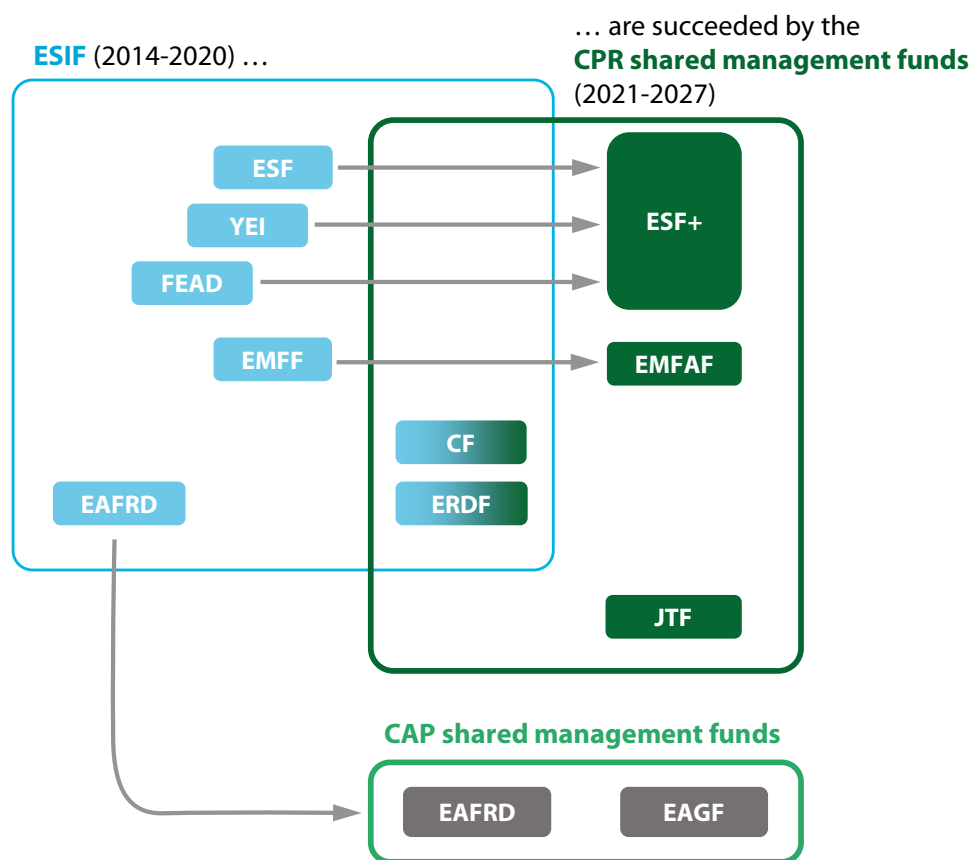 ESIF (2014-2020) …
… are succeeded by the
CPR shared management funds
(2021-2027)
ESF
YEI
FEAD
ESF+
EMFF
EMFAF
CF
EAFRD
ERDF
JTF
CAP shared management funds
EAFRD
EAGF